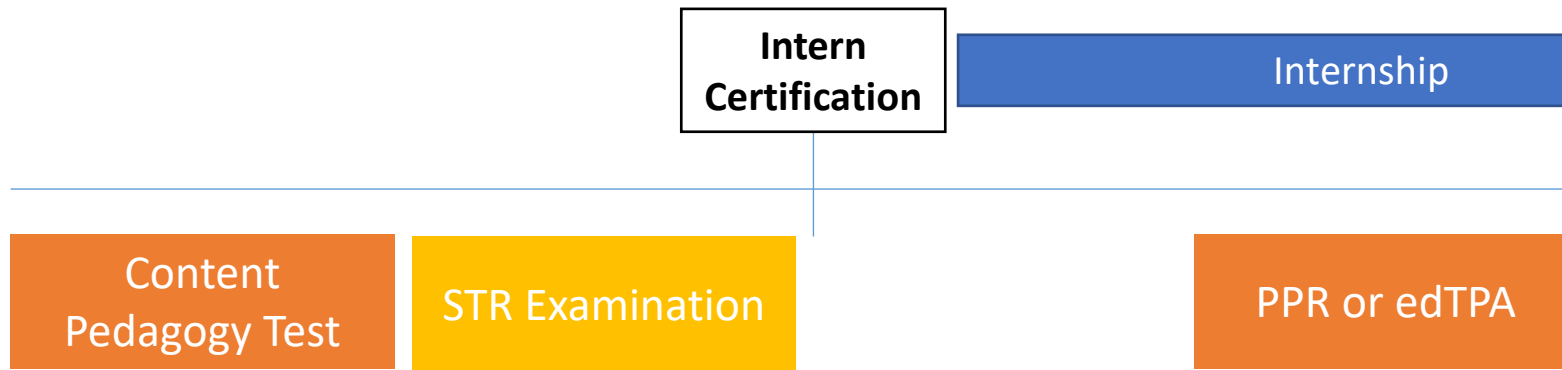 Intern
Certification
Internship
Content
Pedagogy Test
STR Examination
PPR or edTPA